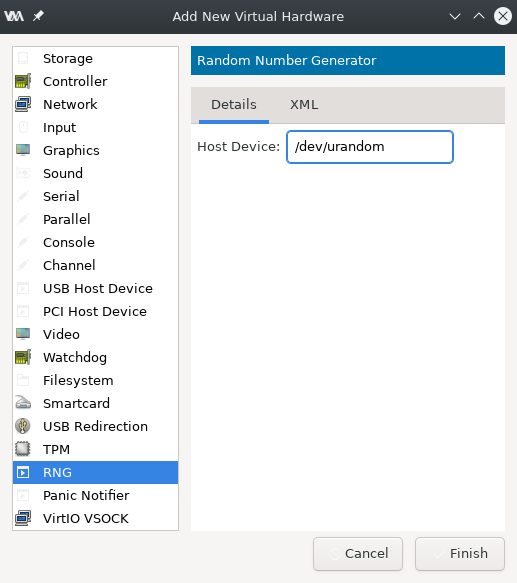 Add New Virtual Hardware
Storage
Controller
Network
Input
Graphics
Sound
Serial
Parallel
Console
Channel
USB Host Device
PCI Host Device
Video
Watchdog
Filesystem
Smartcard
USB Redirection
TPM
RNG
Panic Notifier
VirtIO VSOCK
Random Number Generator
Details XML
Host Device: /dev/urandom
Cancel Finish